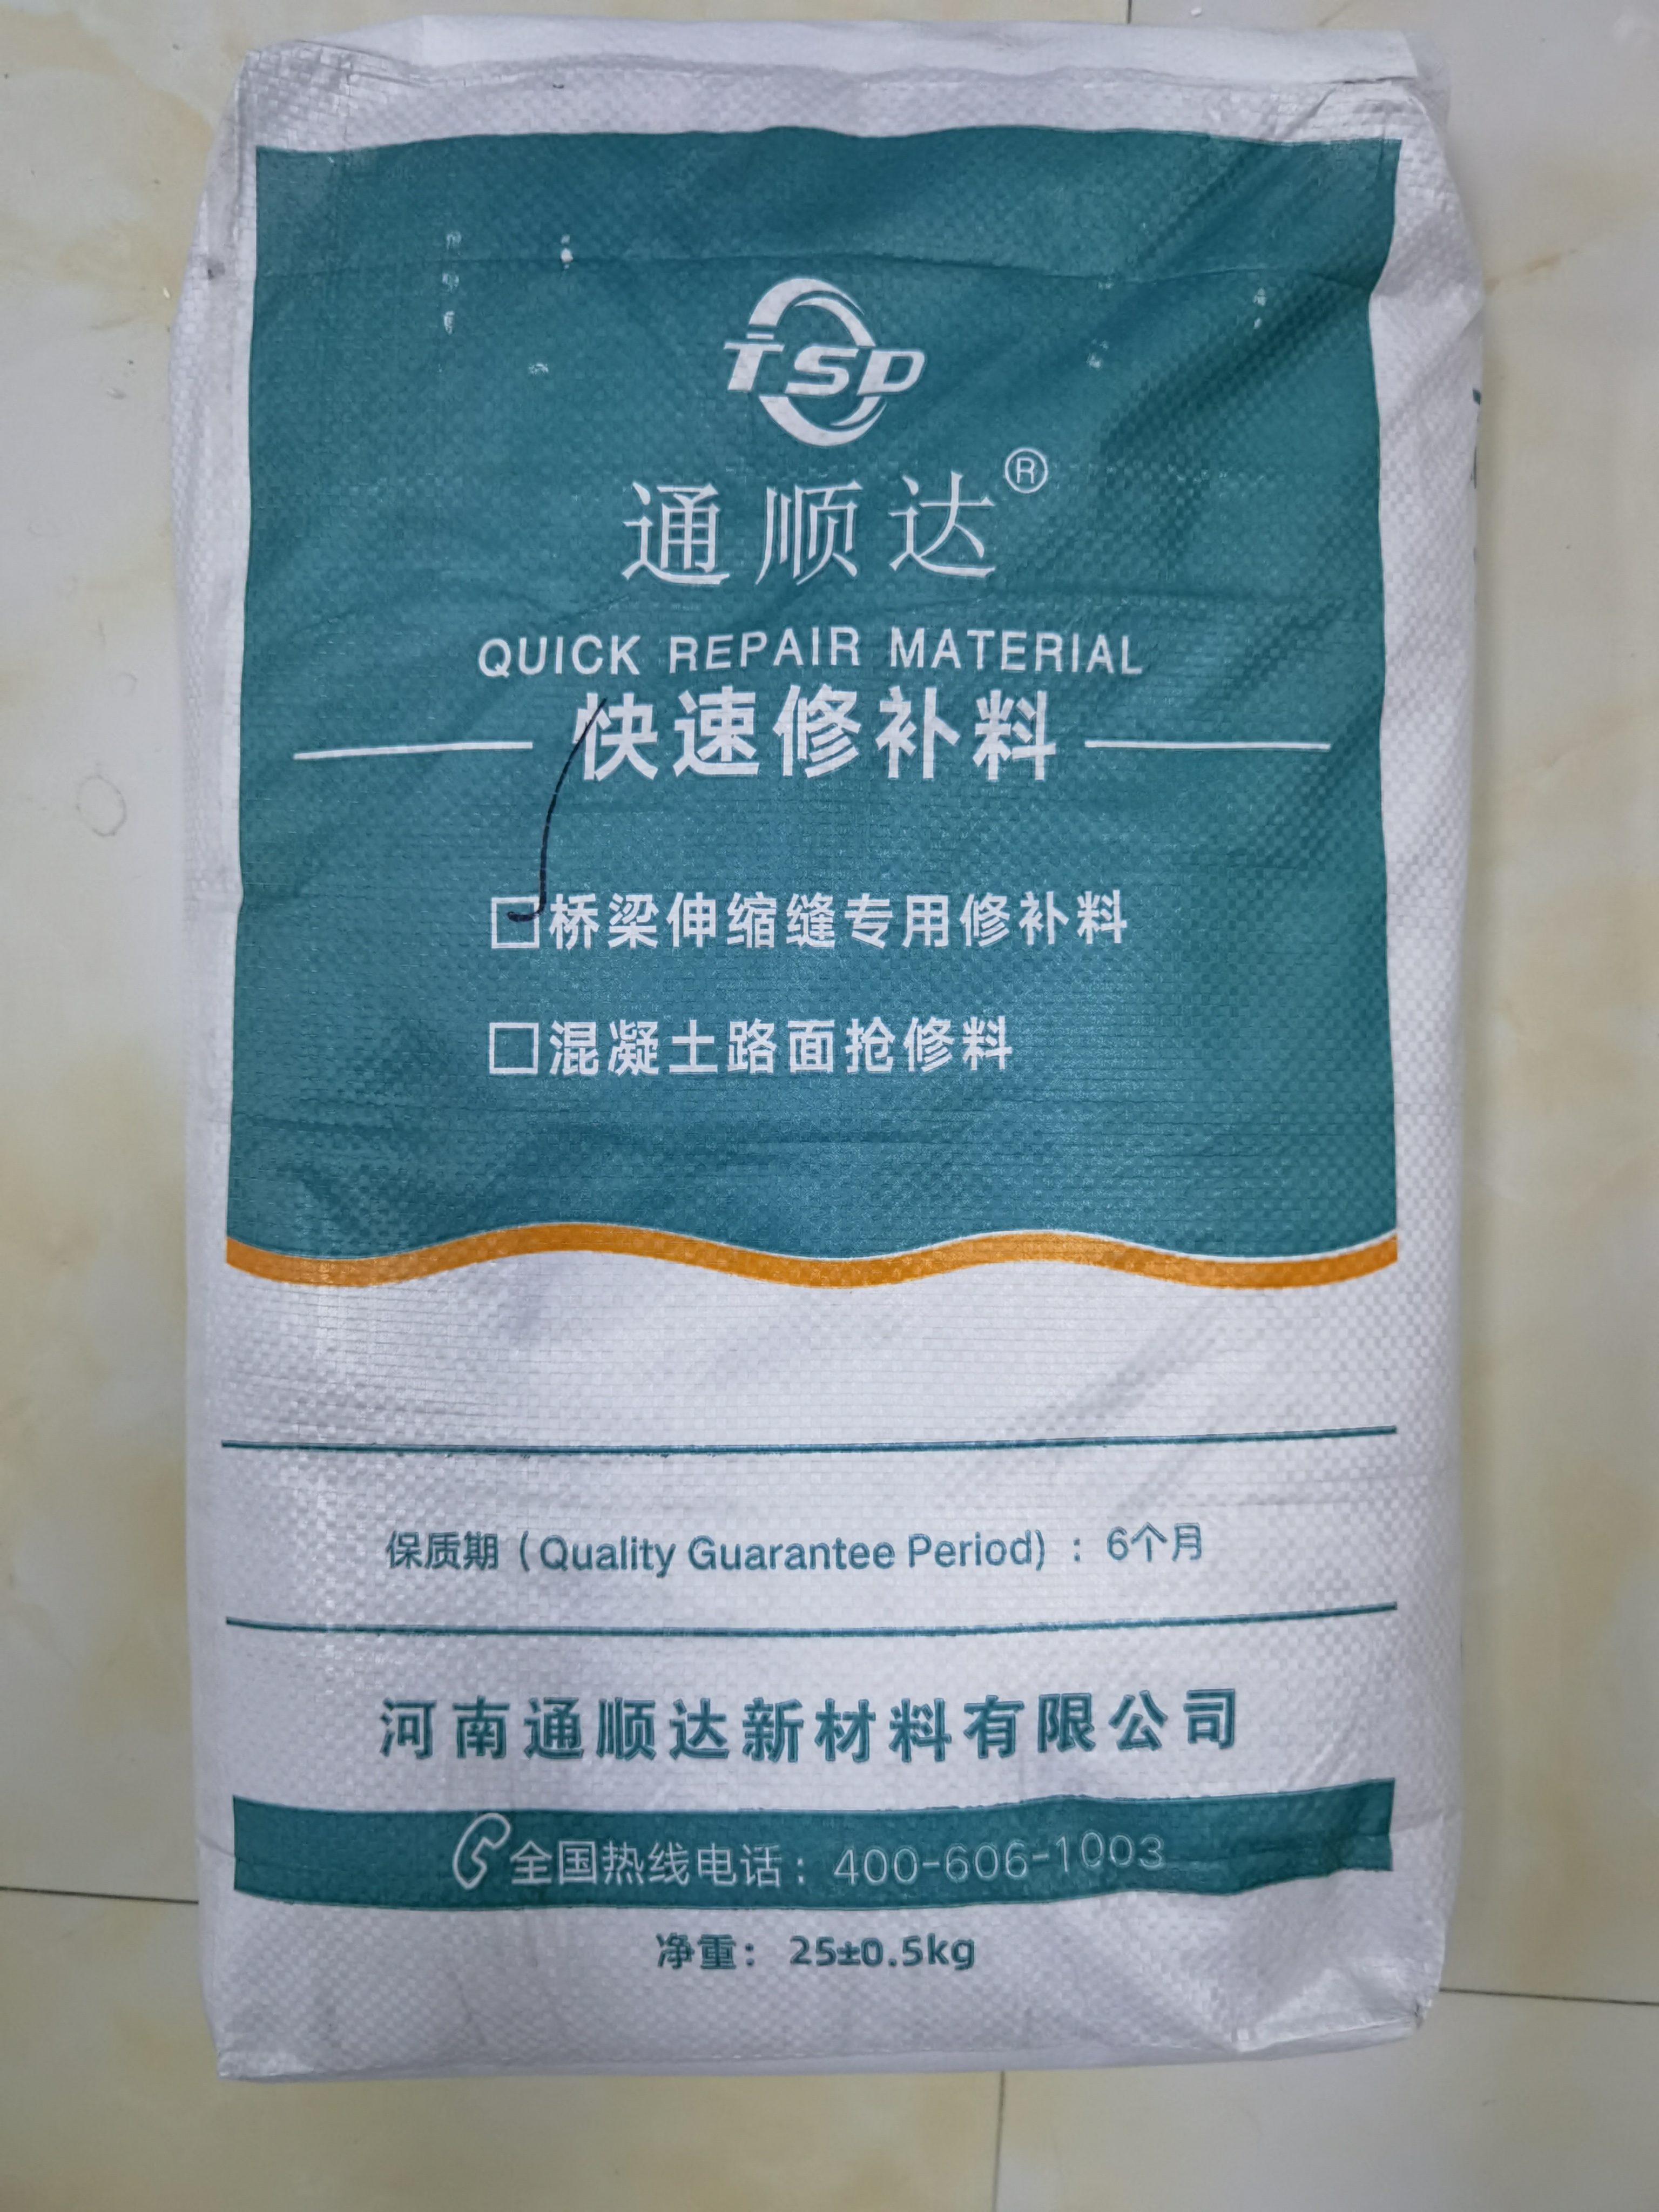 TSD
通顺达®
QUICK REPAIR MATERIAL
快速修补料
□桥梁伸缩缝专用修补料
□混凝土路面抢修料
保质期（Quality Guarantee Period）：6个月
河南通顺达新材料有限公司
全国热线电话：400-606-1003
净重：25±0.5kg